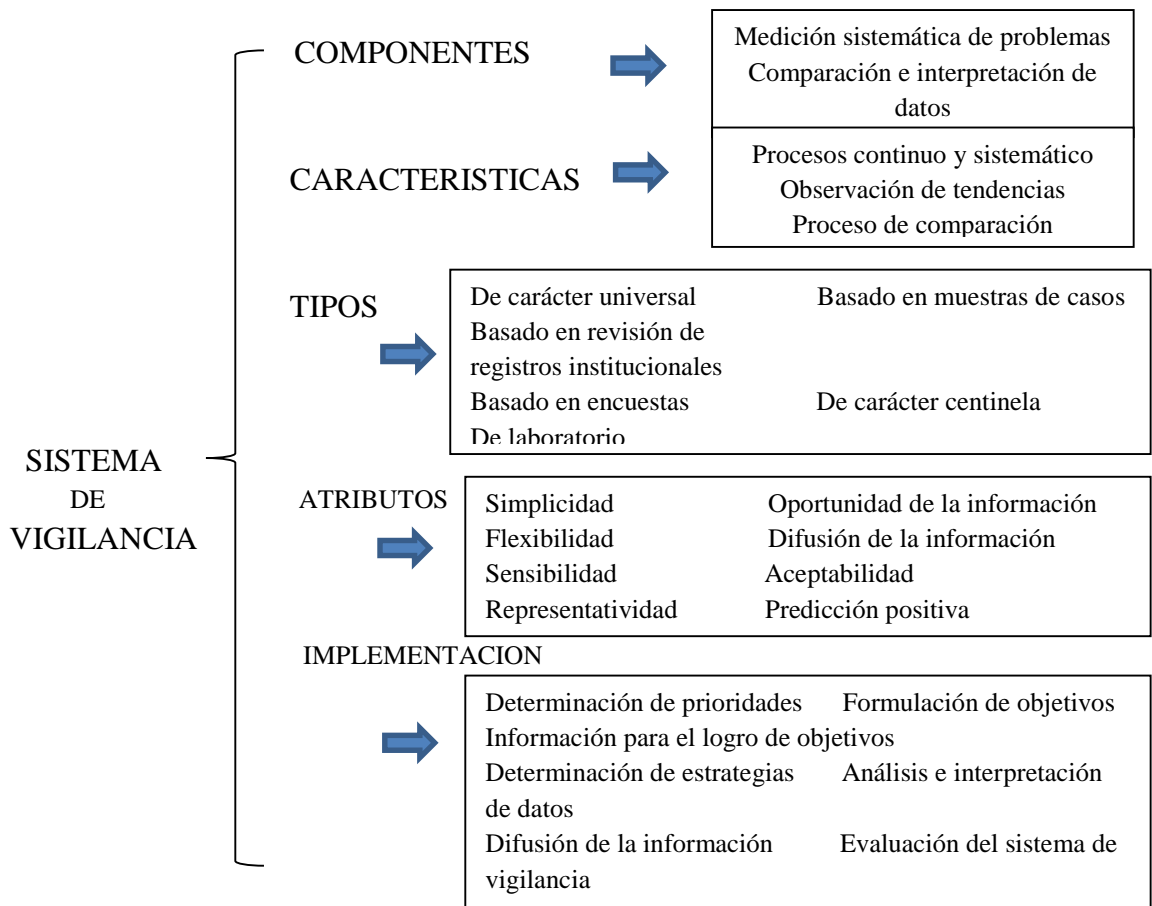 COMPONENTES
Medición sistemática de problemas
Comparación e interpretación de
datos
CARACTERISTICAS
Procesos continuo y sistemático
Observación de tendencias
Proceso de comparación
TIPOS
De carácter universal Basado en muestras de casos
Basado en revisión de
registros institucionales
Basado en encuestas De carácter centinela
De laboratorio
SISTEMA
DE
VIGILANCIA
ATRIBUTOS
Simplicidad Oportunidad de la información
Flexibilidad Difusión de la información
Sensibilidad Aceptabilidad
Representatividad Predicción positiva
IMPLEMENTACION
Determinación de prioridades Formulación de objetivos
Información para el logro de objetivos
Determinación de estrategias Análisis e interpretación
de datos
Difusión de la información Evaluación del sistema de
vigilancia